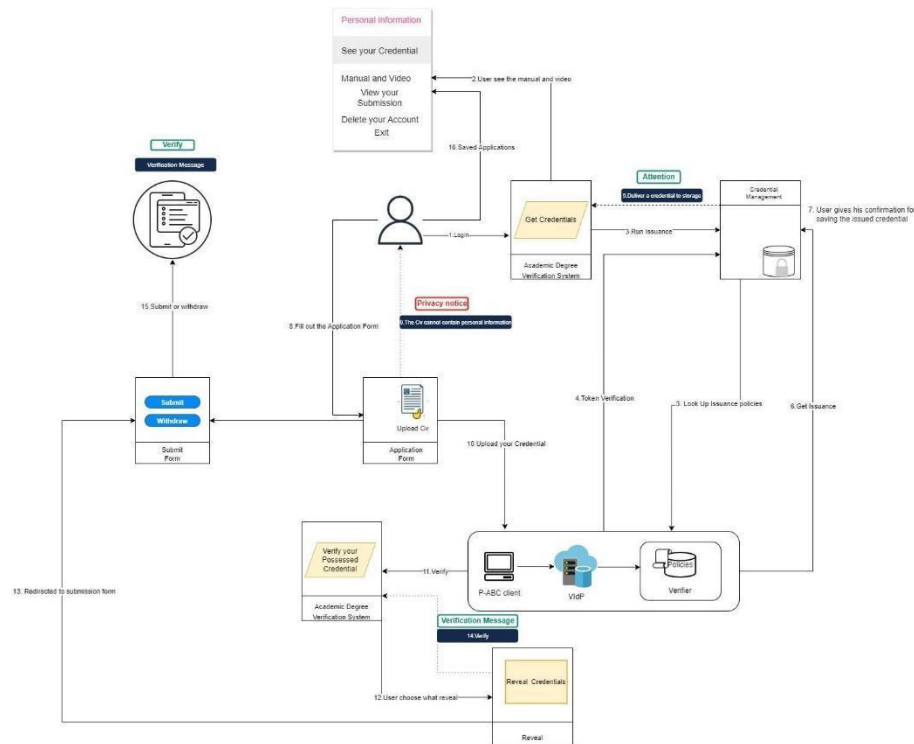 Personal Information
See your Credential
Manual and Video
View your
Submission
Delete your Account
Exit
2.User see the manual and video
16.Saved Applications
Verify
Verification Message
Attention
5.Deliver a credential to storage
Credential
Management
7. User gives his confirmation for
saving the issued credential
Get Credentials
1.Login
3.Run Issuance
Academic Degree
Verification System
15.Submit or withdraw
8.Fill out the Application Form
Privacy notice
9.The Cv cannot contain personal information
4.Token Verification
3. Look Up Issuance policies
6.Get Issuance
Submit
Withdraw
Submit
Form
Upload Cv
Application
Form
10.Upload your Credential
Verify your
Possessed
Credential
11.Verify
P-ABC client
VIdP
Policies
Verifier
13. Redirected to submission form
Academic Degree
Verification System
Verification Message
14.Verify
12.User choose what reveal
Reveal Credentials
Reveal